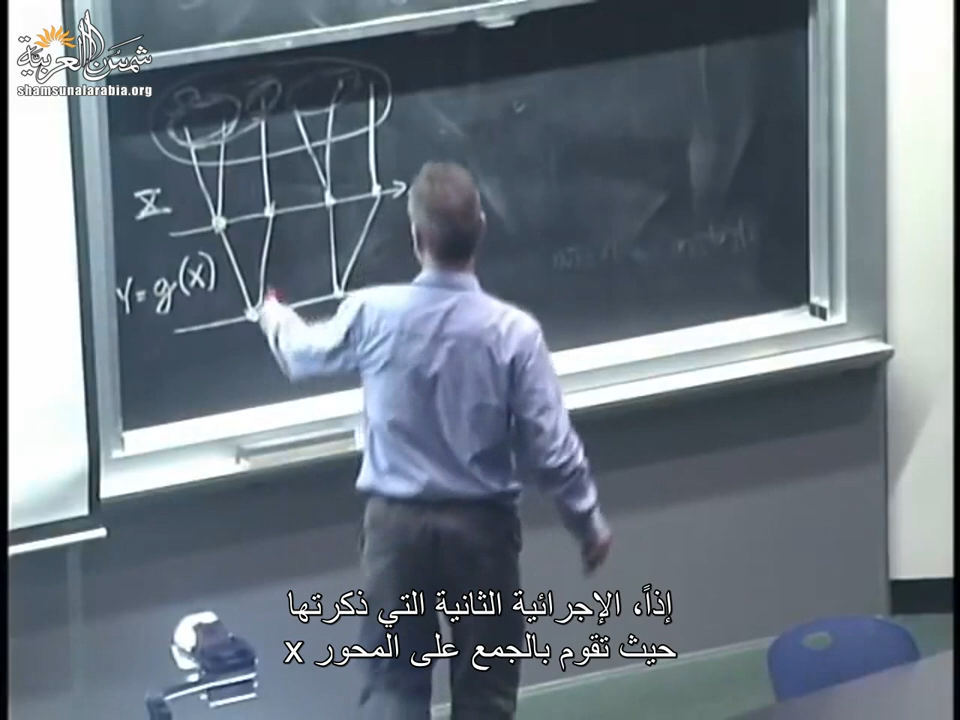 شمس العربية
shamsunalarabia.org
X
Y = g(x)
إذاً، الإجرائية الثانية التي ذكرتها
حيث تقوم بالجمع على المحور x